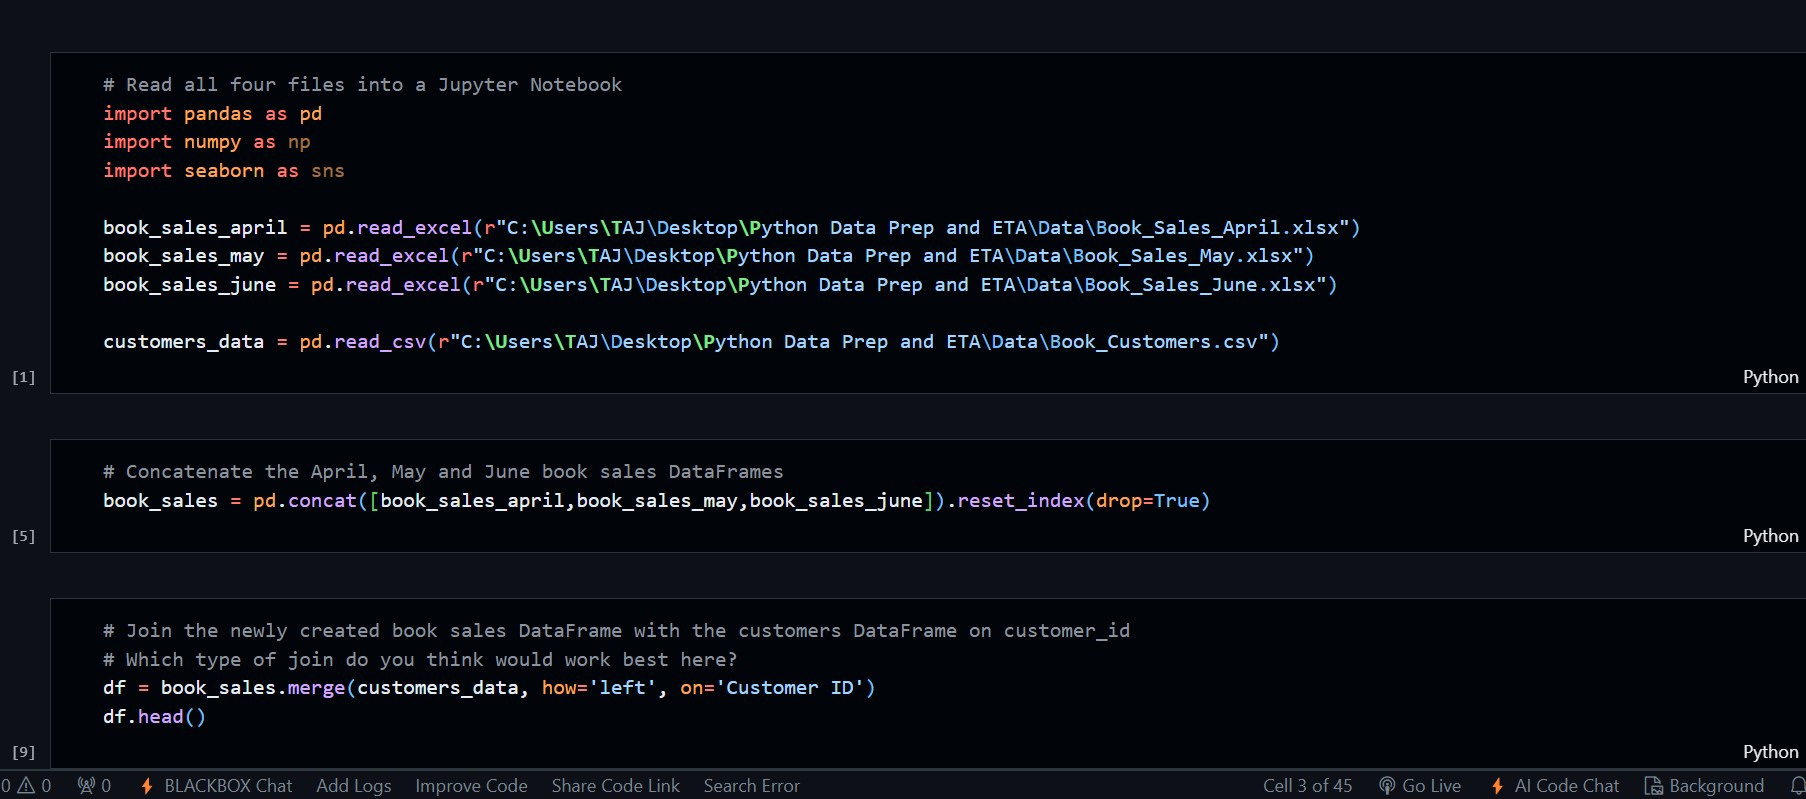 # Read all four files into a Jupyter Notebook
import pandas as pd
import numpy as np
import seaborn as sns
book_sales_april = pd.read_excel(r"C:\Users\TAJ\Desktop\Python Data Prep and ETA\Data\Book_Sales_April.xlsx")
book_sales_may = pd.read_excel(r"C:\Users\TAJ\Desktop\Python Data Prep and ETA\Data\Book_Sales_May.xlsx")
book_sales_june = pd.read_excel(r"C:\Users\TAJ\Desktop\Python Data Prep and ETA\Data\Book_Sales_June.xlsx")
customers_data = pd.read_csv(r"C:\Users\TAJ\Desktop\Python Data Prep and ETA\Data\Book_Customers.csv")
[1] Python
# Concatenate the April, May and June book sales DataFrames
book_sales = pd.concat([book_sales_april,book_sales_may,book_sales_june]).reset_index(drop=True)
[5] Python
# Join the newly created book sales DataFrame with the customers DataFrame on customer_id
# Which type of join do you think would work best here?
df = book_sales.merge(customers_data, how='left', on='Customer ID')
df.head()
[9] Python
0 0 0 BLACKBOX Chat Add Logs Improve Code Share Code Link Search Error Cell 3 of 45 Go Live AI Code Chat Background